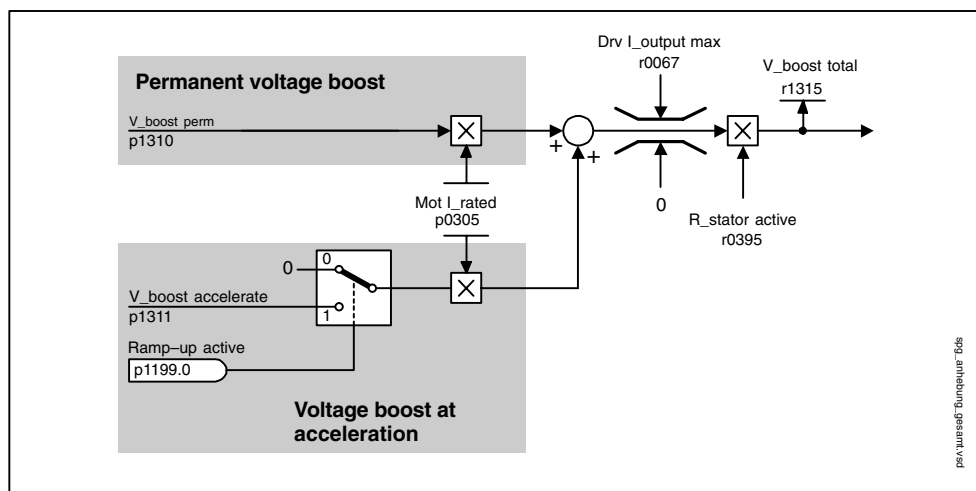 Permanent voltage boost
V_boost perm
p1310
Drv I_output max
r0067
V_boost total
r1315
+
+
0
R_stator active
r0395
Mot I_rated
p0305
0
0
V_boost accelerate
p1311
1
Ramp–up active
p1199.0
Voltage boost at
acceleration
spg_anhebung_gesamt.vsd